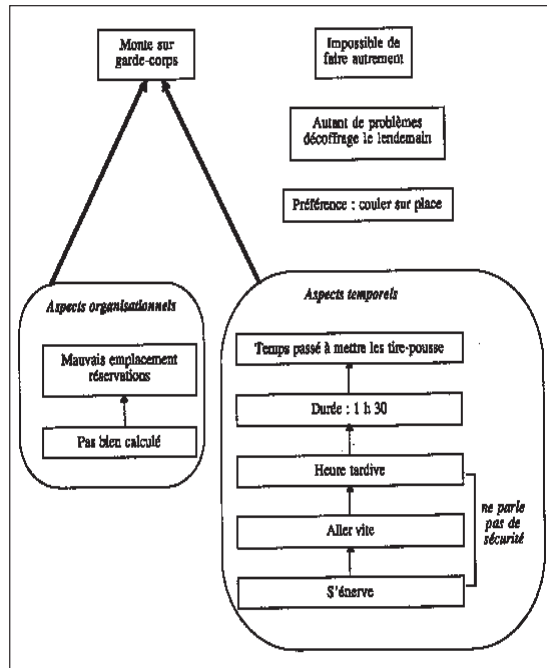 Monte sur
garde-corps
Impossible de
faire autrement
Autant de problèmes
décoffrage le lendemain
Préférence : couler sur place
Aspects organisationnels
Mauvais emplacement
réservations
Pas bien calculé
Aspects temporels
Temps passé à mettre les tire-pousse
Durée : 1 h 30
Heure tardive
Aller vite
S'énerve
ne parle
pas de
sécurité